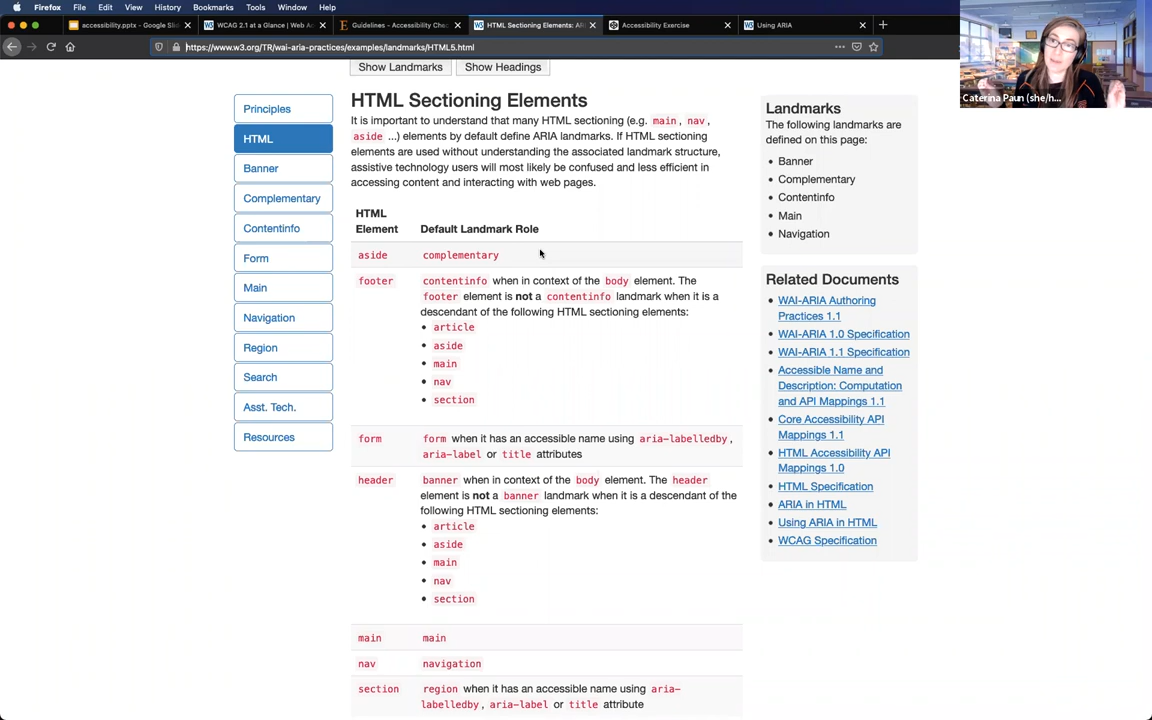 Firefox File Edit View History Bookmarks Tools Window Help
accessibility.pptx - Google Slid
WCAG 2.1 at a Glance | Web Ac
Guidelines – Accessibility Chec
HTML Sectioning Elements: AR
Accessibility Exercise
Using ARIA
https://www.w3.org/TR/wai-aria-practices/examples/landmarks/HTML5.html
Caterina Paun (she/h...
Show Landmarks
Show Headings
Principles
HTML
Banner
Complementary
Contentinfo
Form
Main
Navigation
Region
Search
Asst. Tech.
Resources
HTML Sectioning Elements
It is important to understand that many HTML sectioning (e.g. main, nav,
aside ...) elements by default define ARIA landmarks. If HTML sectioning
elements are used without understanding the associated landmark structure,
assistive technology users will most likely be confused and less efficient in
accessing content and interacting with web pages.
HTML
Element Default Landmark Role
aside complementary
footer contentinfo when in context of the body element. The
footer element is not a contentinfo landmark when it is a
descendant of the following HTML sectioning elements:
• article
• aside
• main
• nav
• section
form form when it has an accessible name using aria-labelledby,
aria-label or title attributes
header banner when in context of the body element. The header
element is not a banner landmark when it is a descendant of the
following HTML sectioning elements:
• article
• aside
• main
• nav
• section
main main
nav navigation
section region when it has an accessible name using aria-
labelledby, aria-label or title attribute
Landmarks
The following landmarks are
defined on this page:
• Banner
• Complementary
• Contentinfo
• Main
• Navigation
Related Documents
• WAI-ARIA Authoring
Practices 1.1
• WAI-ARIA 1.0 Specification
• WAI-ARIA 1.1 Specification
• Accessible Name and
Description: Computation
and API Mappings 1.1
• Core Accessibility API
Mappings 1.1
• HTML Accessibility API
Mappings 1.0
• HTML Specification
• ARIA in HTML
• Using ARIA in HTML
• WCAG Specification